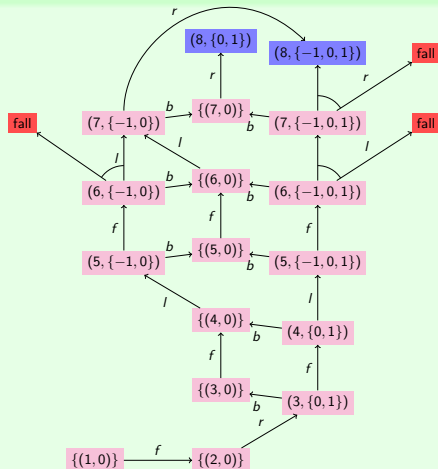 r
(8, {0, 1})
(8, {−1, 0, 1})
fall
r
r
fall
(7, {−1, 0})
b
{(7, 0)}
b
(7, {−1, 0, 1})
fall
l
l
l
(6, {−1, 0})
b
{(6, 0)}
b
(6, {−1, 0, 1})
f
f
f
(5, {−1, 0})
b
{(5, 0)}
b
(5, {−1, 0, 1})
l
l
{(4, 0)}
b
(4, {0, 1})
f
f
{(3, 0)}
b
(3, {0, 1})
r
{(1, 0)}
f
{(2, 0)}